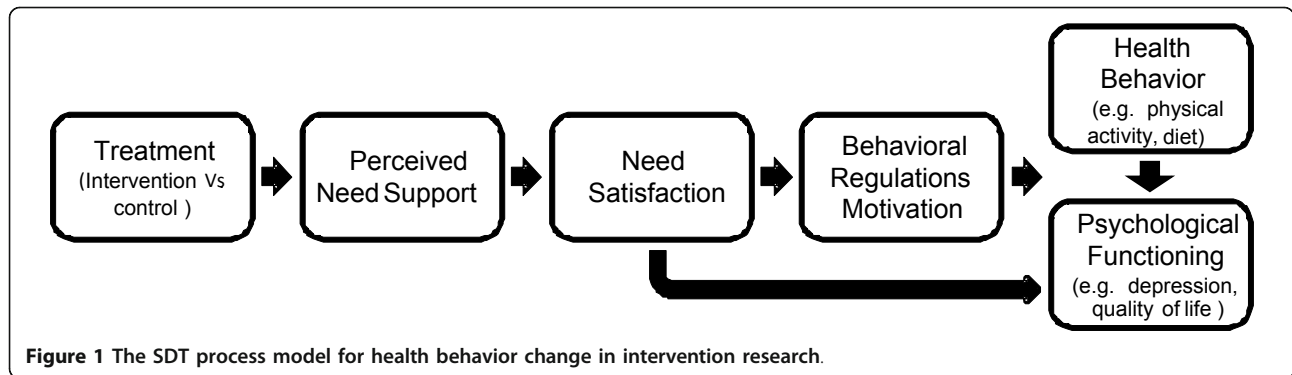 Treatment
(Intervention Vs
control )
Perceived
Need Support
Need
Satisfaction
Behavioral
Regulations
Motivation
Health
Behavior
(e.g. physical
activity, diet)
Psychological
Functioning
(e.g. depression,
quality of life )
Figure 1 The SDT process model for health behavior change in intervention research.